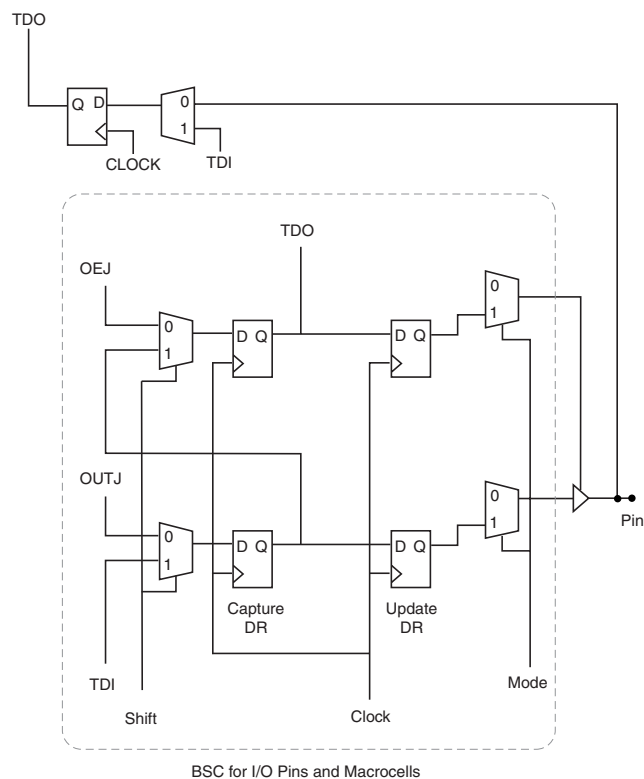 TDO
Q D
0
1
CLOCK
TDI
TDO
OEJ
0
1
D Q
D Q
0
1
OUTJ
0
1
D Q
D Q
0
1
Pin
Capture
DR
Update
DR
TDI
Shift
Clock
Mode
BSC for I/O Pins and Macrocells